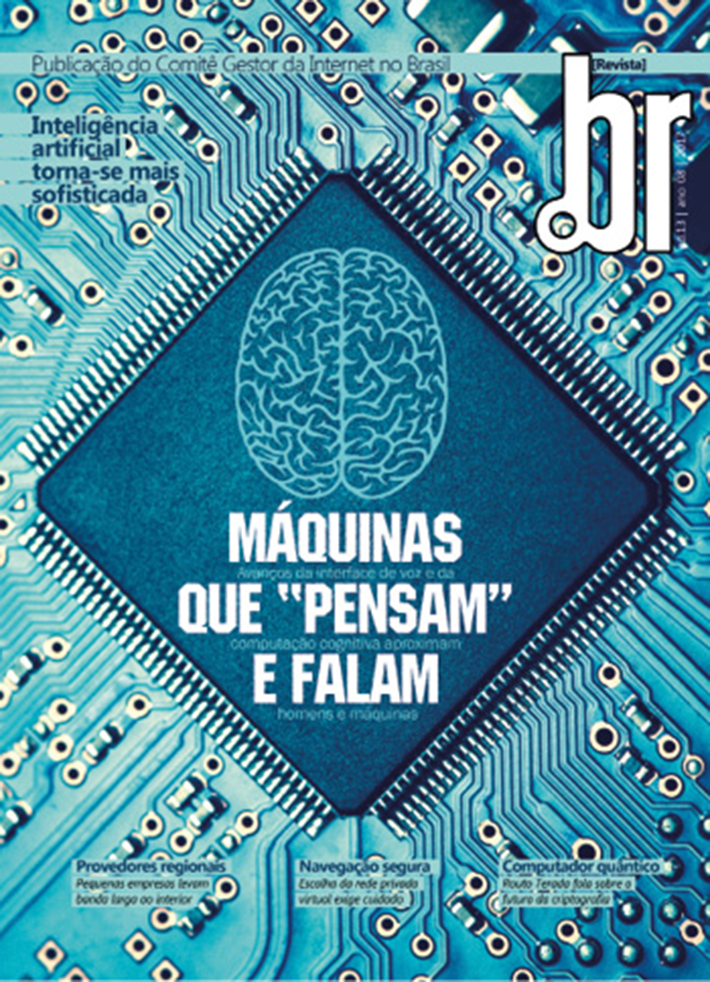 Publicação do Comitê Gestor da Internet no Brasil
[Revista]
.br
ano 08
Inteligência
artificial
torna-se mais
sofisticada
MÁQUINAS
Avanços da interface de voz e da
QUE “PENSAM”
computação cognitiva aproximam
E FALAM
homens e máquinas
Provedores regionais
Pequenas empresas levam
banda larga ao interior
Navegação segura
Escolha da rede privada
virtual exige cuidado
Computador quântico
Routo Terada fala sobre o
futuro da criptografia